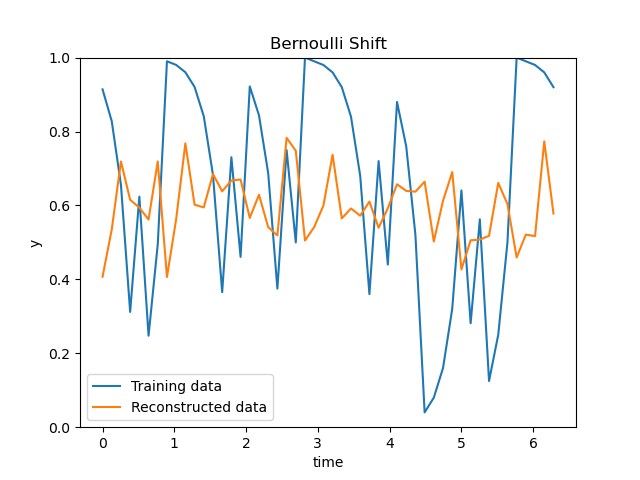 Bernoulli Shift
1.0
0.8
0.6
0.4
0.2
0.0
y
Training data
Reconstructed data
0 1 2 3 4 5 6
time